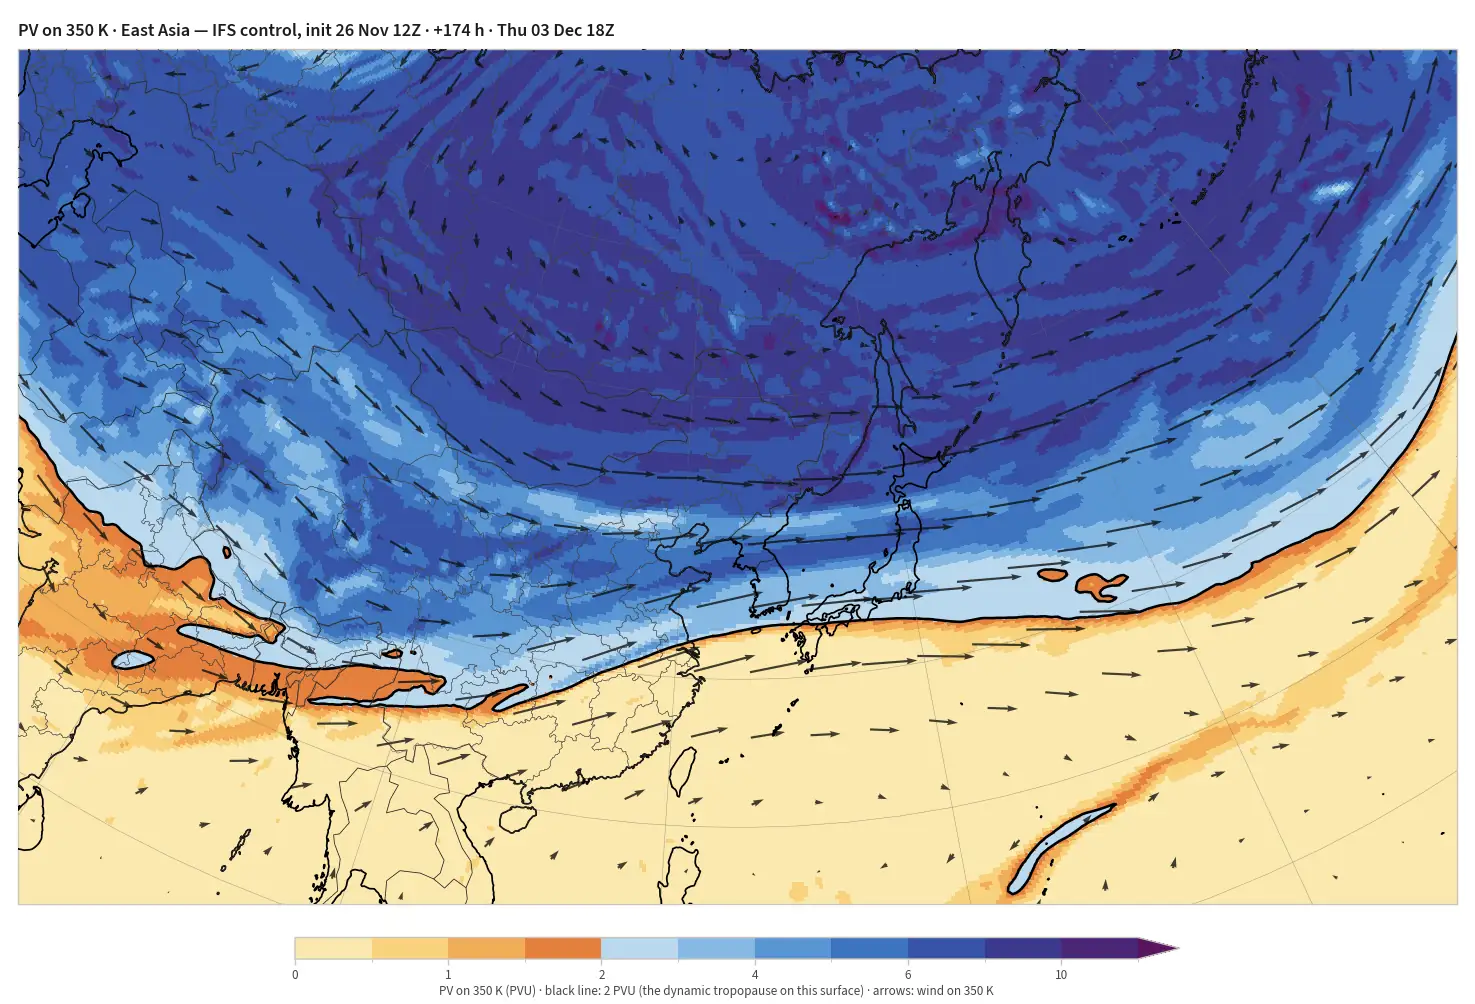 PV on 350 K · East Asia — IFS control, init 26 Nov 12Z · +174 h · Thu 03 Dec 18Z
0 1 2 4 6 10
PV on 350 K (PVU) · black line: 2 PVU (the dynamic tropopause on this surface) · arrows: wind on 350 K